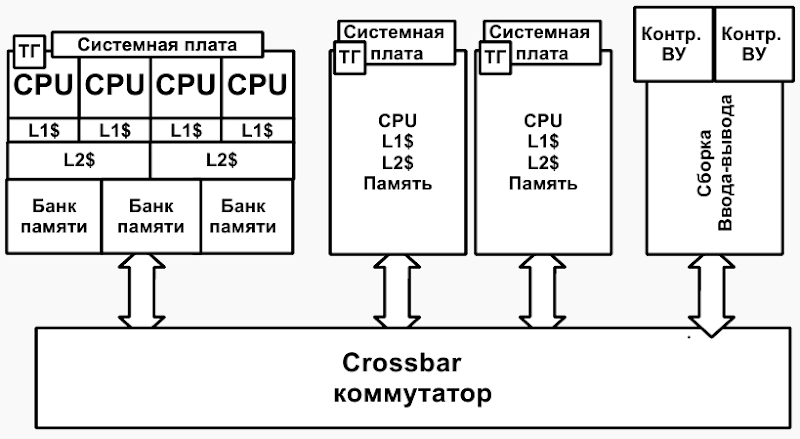 ТГ
Системная плата
CPU CPU CPU CPU
L1$ L1$ L1$ L1$
L2$ L2$
Банк
памяти
Банк
памяти
Банк
памяти
Системная
плата
ТГ
CPU
L1$
L2$
Память
Системная
плата
ТГ
CPU
L1$
L2$
Память
Контр.
ВУ
Контр.
ВУ
Сборка
Ввода-вывода
Crossbar
коммутатор